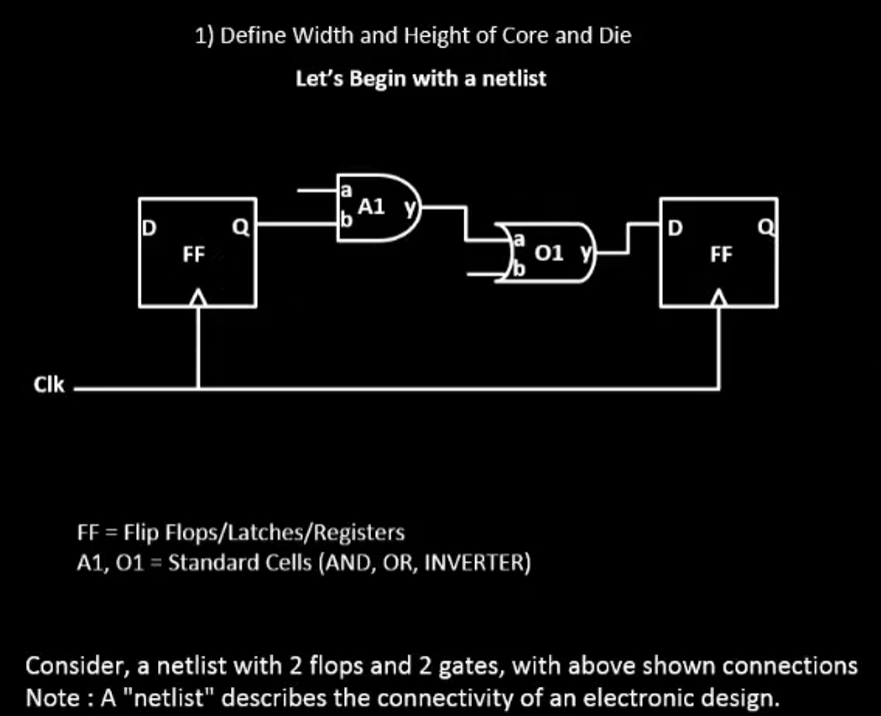 1) Define Width and Height of Core and Die
Let's Begin with a netlist
a
b
A1
y
D
Q
FF
a
b
O1
y
D
Q
FF
Clk
FF = Flip Flops/Latches/Registers
A1, O1 = Standard Cells (AND, OR, INVERTER)
Consider, a netlist with 2 flops and 2 gates, with above shown connections
Note : A "netlist" describes the connectivity of an electronic design.